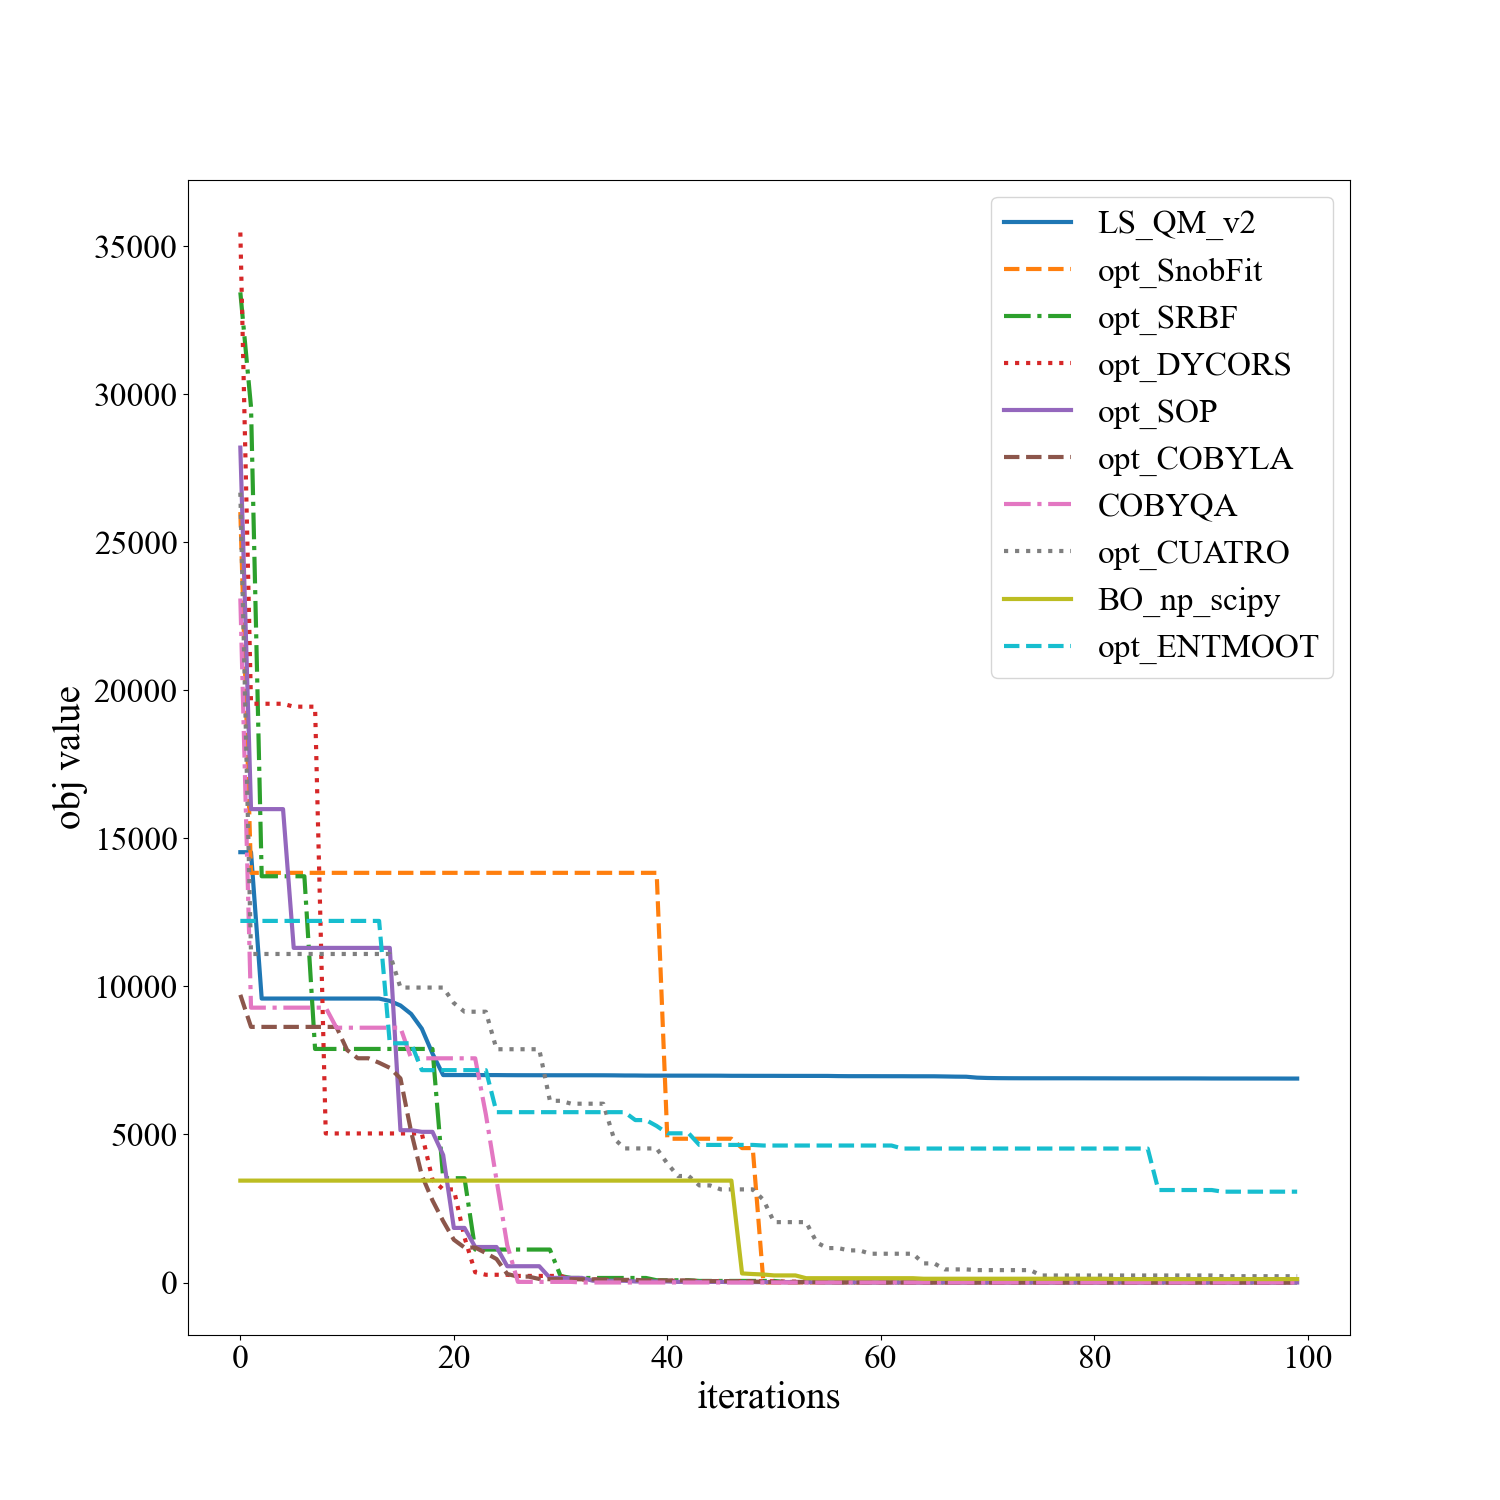 35000
30000
25000
20000
15000
10000
5000
0
obj value
0 20 40 60 80 100
iterations
LS_QM_v2
opt_SnobFit
opt_SRBF
opt_DYCORS
opt_SOP
opt_COBYLA
COBYQA
opt_CUATRO
BO_np_scipy
opt_ENTMOOT